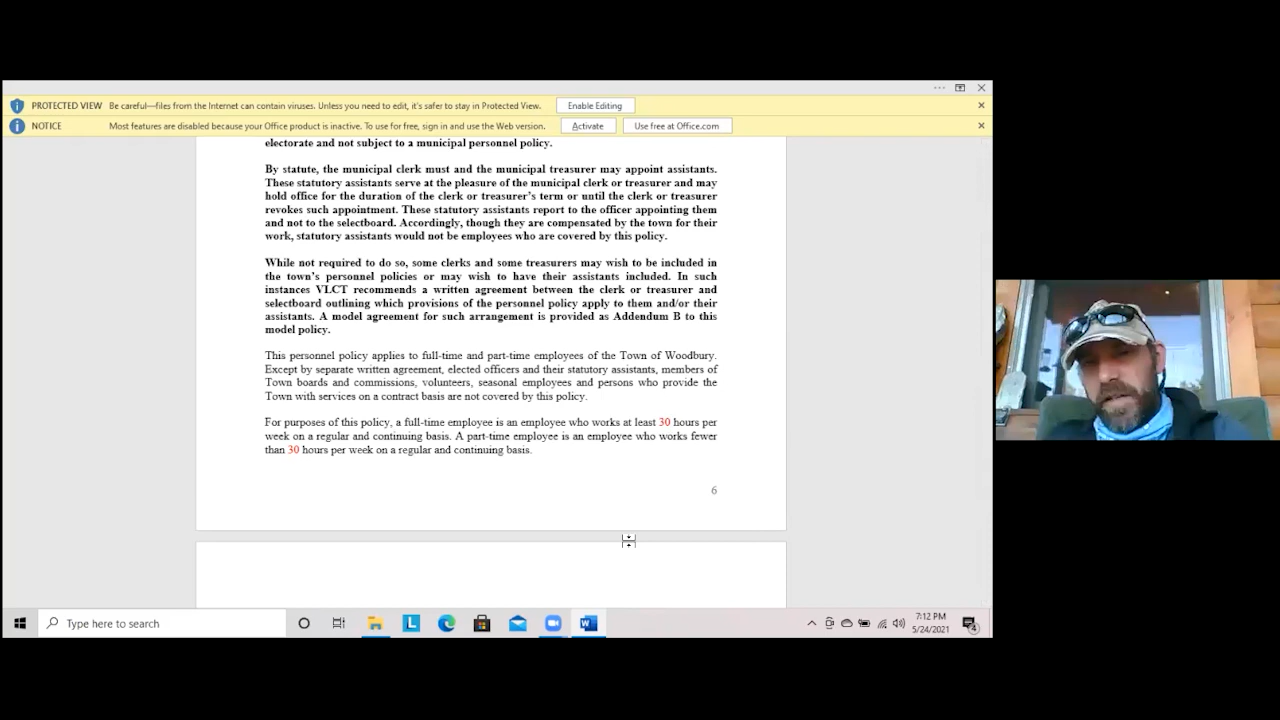 PROTECTED VIEW Be careful—files from the Internet can contain viruses. Unless you need to edit, it's safer to stay in Protected View. Enable Editing
NOTICE Most features are disabled because your Office product is inactive. To use for free, sign in and use the Web version. Activate Use free at Office.com
electorate and not subject to a municipal personnel policy.
By statute, the municipal clerk must and the municipal treasurer may appoint assistants.
These statutory assistants serve at the pleasure of the municipal clerk or treasurer and may
hold office for the duration of the clerk or treasurer's term or until the clerk or treasurer
revokes such appointment. These statutory assistants report to the officer appointing them
and not to the selectboard. Accordingly, though they are compensated by the town for their
work, statutory assistants would not be employees who are covered by this policy.
While not required to do so, some clerks and some treasurers may wish to be included in
the town's personnel policies or may wish to have their assistants included. In such
instances VLCT recommends a written agreement between the clerk or treasurer and
selectboard outlining which provisions of the personnel policy apply to them and/or their
assistants. A model agreement for such arrangement is provided as Addendum B to this
model policy.
This personnel policy applies to full-time and part-time employees of the Town of Woodbury.
Except by separate written agreement, elected officers and their statutory assistants, members of
Town boards and commissions, volunteers, seasonal employees and persons who provide the
Town with services on a contract basis are not covered by this policy.
For purposes of this policy, a full-time employee is an employee who works at least 30 hours per
week on a regular and continuing basis. A part-time employee is an employee who works fewer
than 30 hours per week on a regular and continuing basis.
6
Type here to search
L
W
7:12 PM
5/24/2021
4